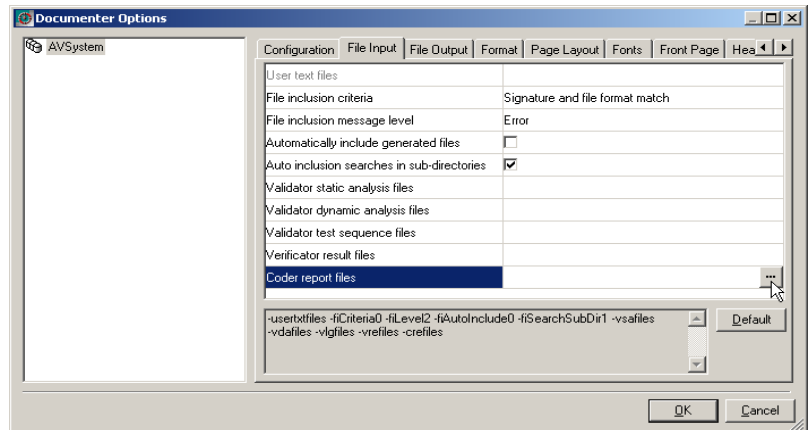 Documenter Options
AVSystem
Configuration File Input File Output Format Page Layout Fonts Front Page Hea
User text files
File inclusion criteria Signature and file format match
File inclusion message level Error
Automatically include generated files
Auto inclusion searches in sub-directories
Validator static analysis files
Validator dynamic analysis files
Validator test sequence files
Verificator result files
Coder report files ...
-usertxtfiles -fiCriteria0 -fiLevel2 -fiAutoInclude0 -fiSearchSubDir1 -vsafiles
-vdafiles -vlgfiles -vrefiles -crefiles
Default
OK Cancel